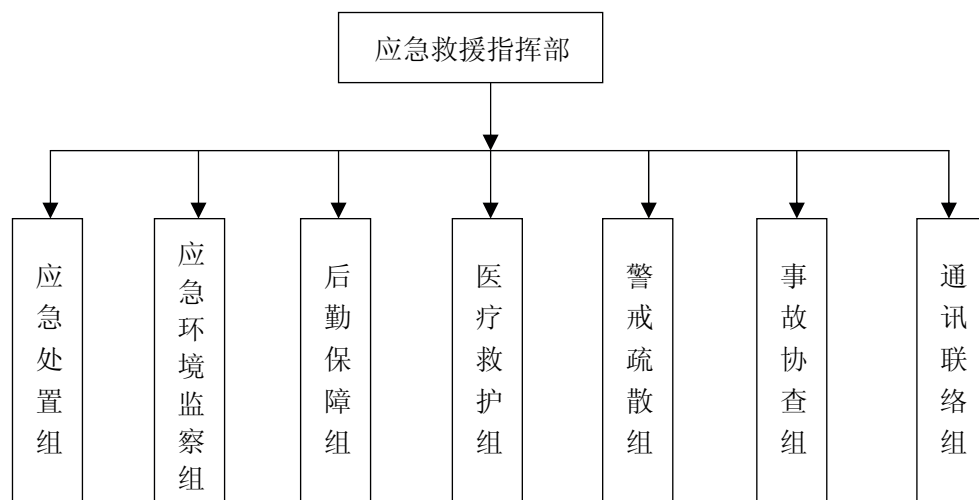 应急救援指挥部
应急处置组
应急环境监察组
后勤保障组
医疗救护组
警戒疏散组
事故协查组
通讯联络组